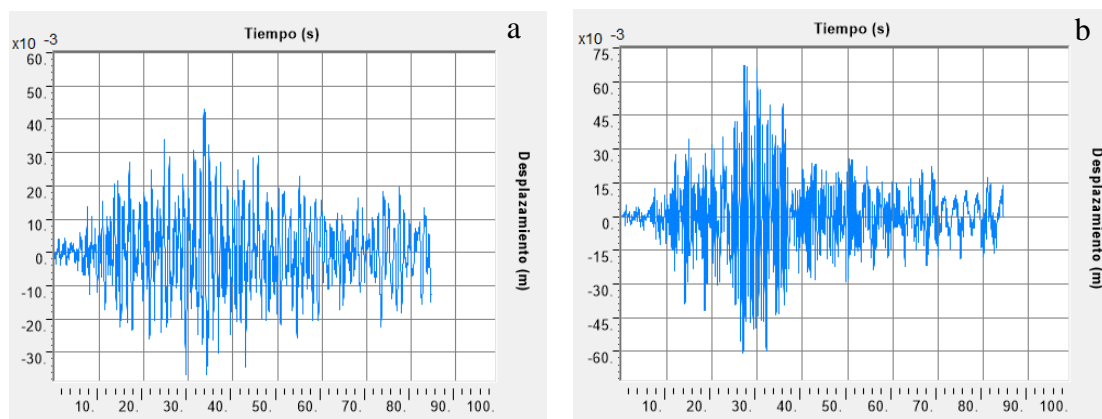 Tiempo (s)
a
x10 -3
60.
50.
40.
30.
20.
10.
0.
-10.
-20.
-30.
Desplazamiento (m)
10. 20. 30. 40. 50. 60. 70. 80. 90. 100.
Tiempo (s)
b
x10 -3
75.
60.
45.
30.
15.
0.
-15.
-30.
-45.
-60.
Desplazamiento (m)
10. 20. 30. 40. 50. 60. 70. 80. 90. 100.